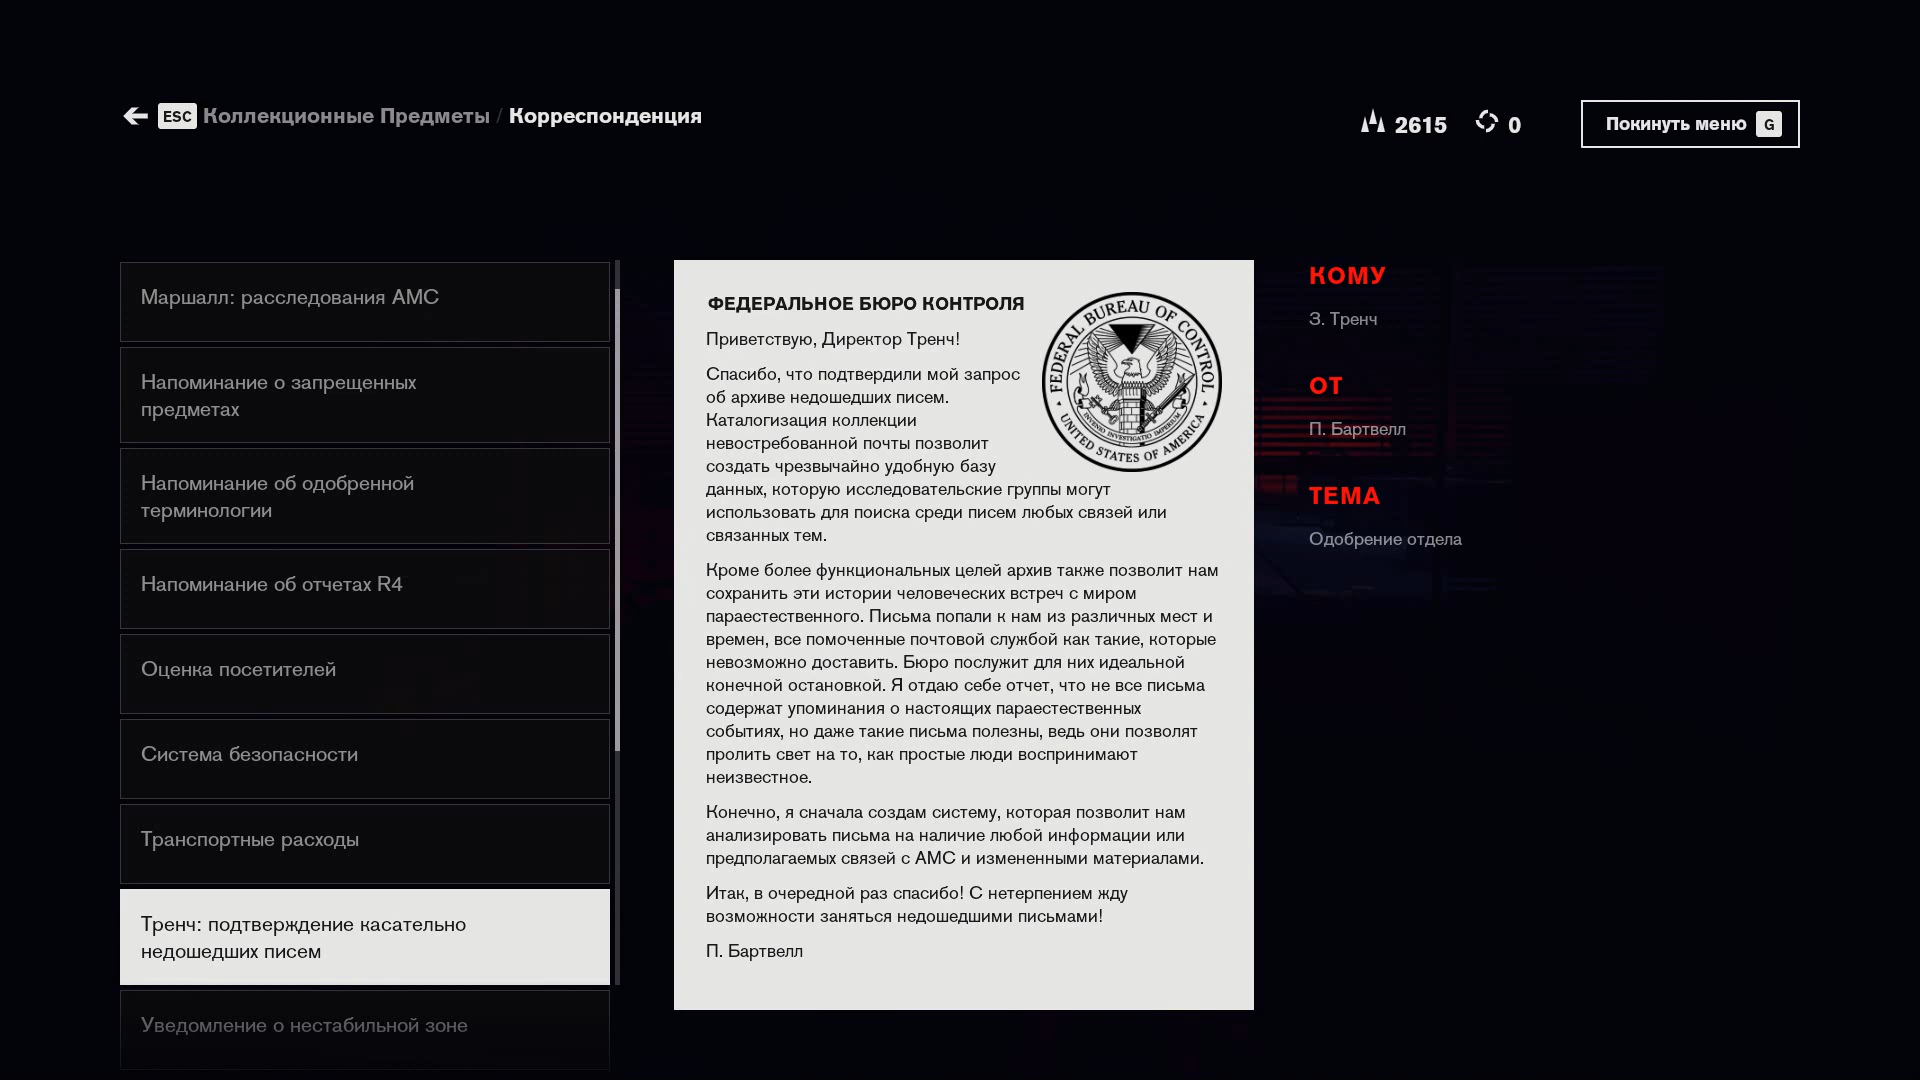 ESC Коллекционные Предметы / Корреспонденция
2615 0
Покинуть меню G
Маршалл: расследования АМС
Напоминание о запрещенных
предметах
Напоминание об одобренной
терминологии
Напоминание об отчетах R4
Оценка посетителей
Система безопасности
Транспортные расходы
Тренч: подтверждение касательно
недошедших писем
Уведомление о нестабильной зоне
ФЕДЕРАЛЬНОЕ БЮРО КОНТРОЛЯ
FEDERAL BUREAU OF CONTROL
INVENIO INVESTIGATIO IMPERIUM
UNITED STATES OF AMERICA
Приветствую, Директор Тренч!
Спасибо, что подтвердили мой запрос
об архиве недошедших писем.
Каталогизация коллекции
невостребованной почты позволит
создать чрезвычайно удобную базу
данных, которую исследовательские группы могут
использовать для поиска среди писем любых связей или
связанных тем.
Кроме более функциональных целей архив также позволит нам
сохранить эти истории человеческих встреч с миром
параестественного. Письма попали к нам из различных мест и
времен, все помоченные почтовой службой как такие, которые
невозможно доставить. Бюро послужит для них идеальной
конечной остановкой. Я отдаю себе отчет, что не все письма
содержат упоминания о настоящих параестественных
событиях, но даже такие письма полезны, ведь они позволят
пролить свет на то, как простые люди воспринимают
неизвестное.
Конечно, я сначала создам систему, которая позволит нам
анализировать письма на наличие любой информации или
предполагаемых связей с АМС и измененными материалами.
Итак, в очередной раз спасибо! С нетерпением жду
возможности заняться недошедшими письмами!
П. Бартвелл
КОМУ
З. Тренч
ОТ
П. Бартвелл
ТЕМА
Одобрение отдела